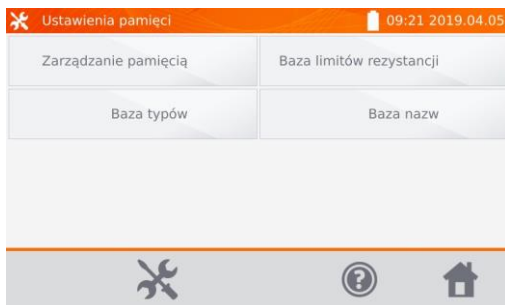 Ustawienia pamięci 09:21 2019.04.05
Zarządzanie pamięcią Baza limitów rezystancji
Baza typów Baza nazw